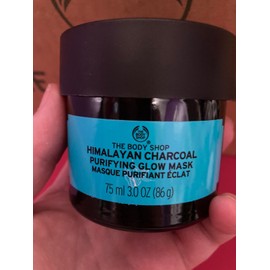 THE BODY SHOP
HIMALAYAN CHARCOAL
PURIFYING GLOW MASK
MASQUE PURIFIANT ÉCLAT
75 ml 3.0 OZ (86 g)